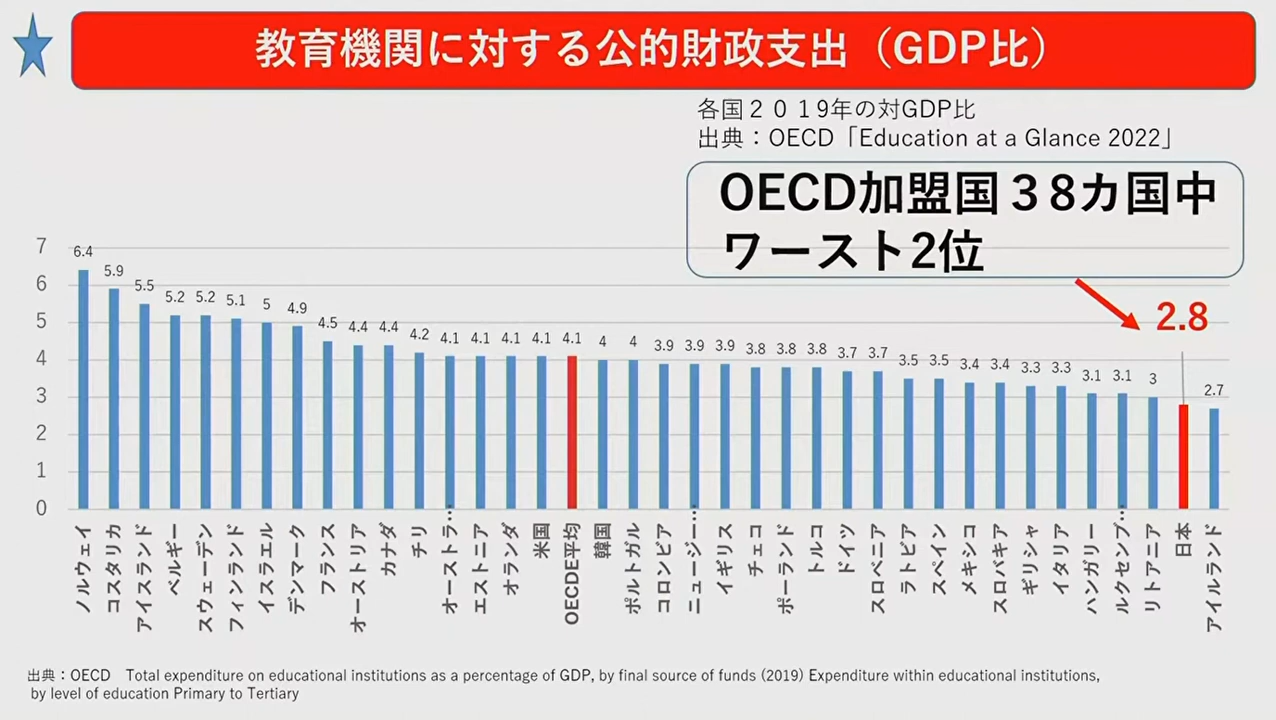 教育機関に対する公的財政支出（GDP比）
各国２０１9年の対GDP比
出典：OECD「Education at a Glance 2022」
OECD加盟国３8カ国中
ワースト2位
2.8
7
6
5
4
3
2
1
0
6.4
5.9
5.5
5.2
5.2
5.1
5
4.9
4.5
4.4
4.4
4.2
4.1
4.1
4.1
4.1
4.1
4
4
3.9
3.9
3.9
3.8
3.8
3.8
3.7
3.7
3.5
3.5
3.4
3.4
3.3
3.3
3.1
3.1
3
2.7
ノルウェイ
コスタリカ
アイスランド
ベルギー
スウェーデン
フィンランド
イスラエル
デンマーク
フランス
オーストリア
カナダ
チリ
オーストラ…
エストニア
オランダ
米国
OECDE平均
韓国
ポルトガル
コロンビア
ニュージー…
イギリス
チェコ
ポーランド
トルコ
ドイツ
スロベニア
ラトビア
スペイン
メキシコ
スロバキア
ギリシャ
イタリア
ハンガリー
ルクセンブ…
リトアニア
日本
アイルランド
出典：OECD　Total expenditure on educational institutions as a percentage of GDP, by final source of funds (2019) Expenditure within educational institutions,
by level of education Primary to Tertiary